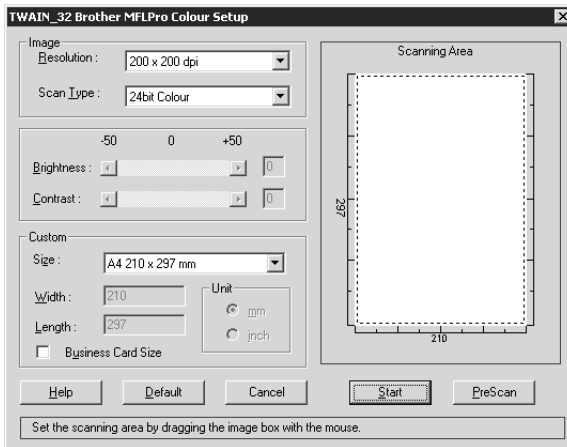 TWAIN_32 Brother MFLPro Colour Setup
Image
Resolution : 200 x 200 dpi
Scan Type : 24bit Colour
-50 0 +50
Brightness : 0
Contrast : 0
Custom
Size : A4 210 x 297 mm
Width : 210
Length : 297
Unit
mm
inch
Business Card Size
Scanning Area
297
210
Help Default Cancel Start PreScan
Set the scanning area by dragging the image box with the mouse.